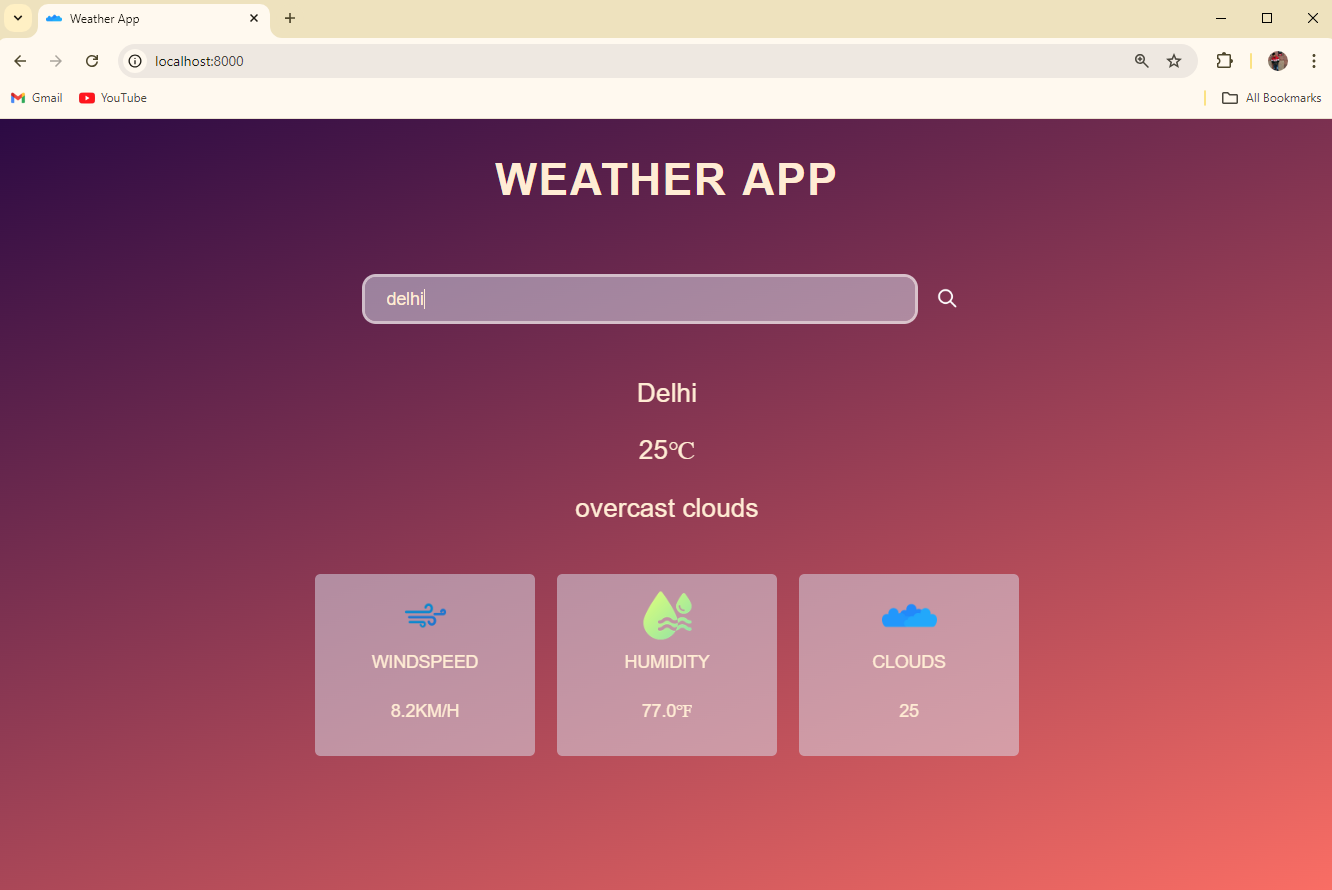 Weather App
localhost:8000
Gmail YouTube All Bookmarks
WEATHER APP
delhi
Delhi
25℃
overcast clouds
WINDSPEED HUMIDITY CLOUDS
8.2KM/H 77.0℉ 25